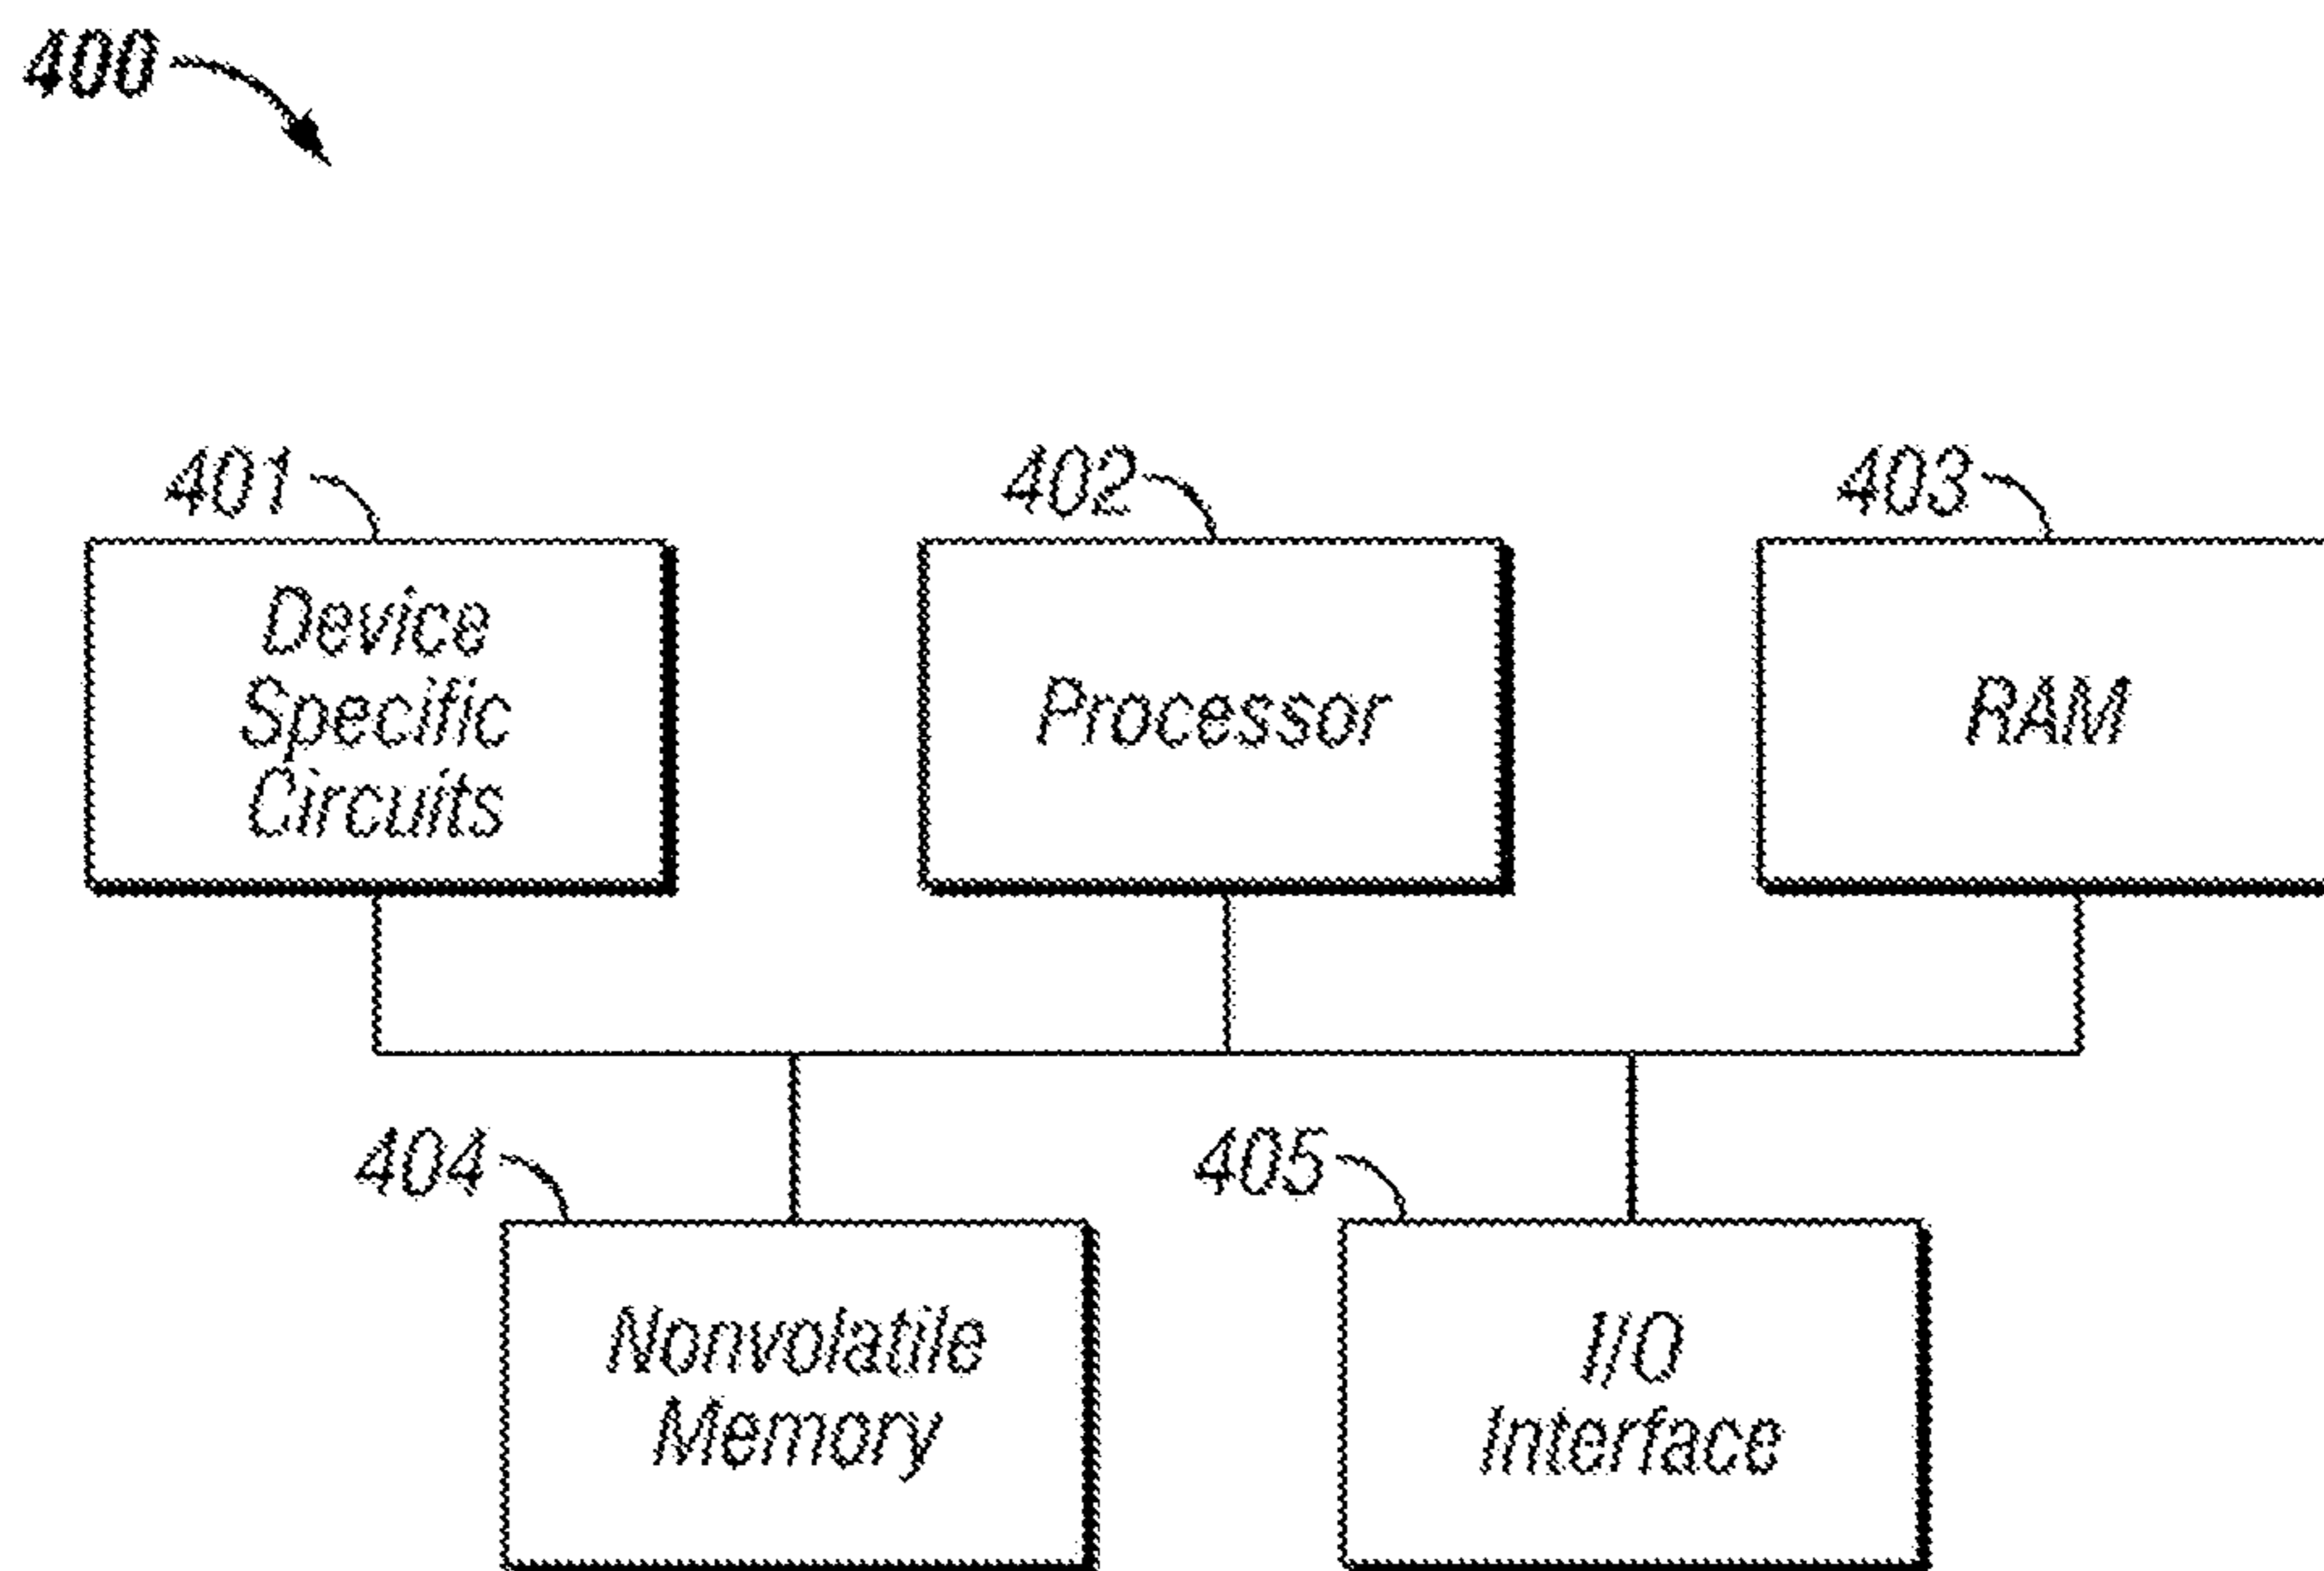 400
401
402
403
Device
Specific
Circuits
Processor
RAM
404
405
Nonvolatile
Memory
I/O
Interface